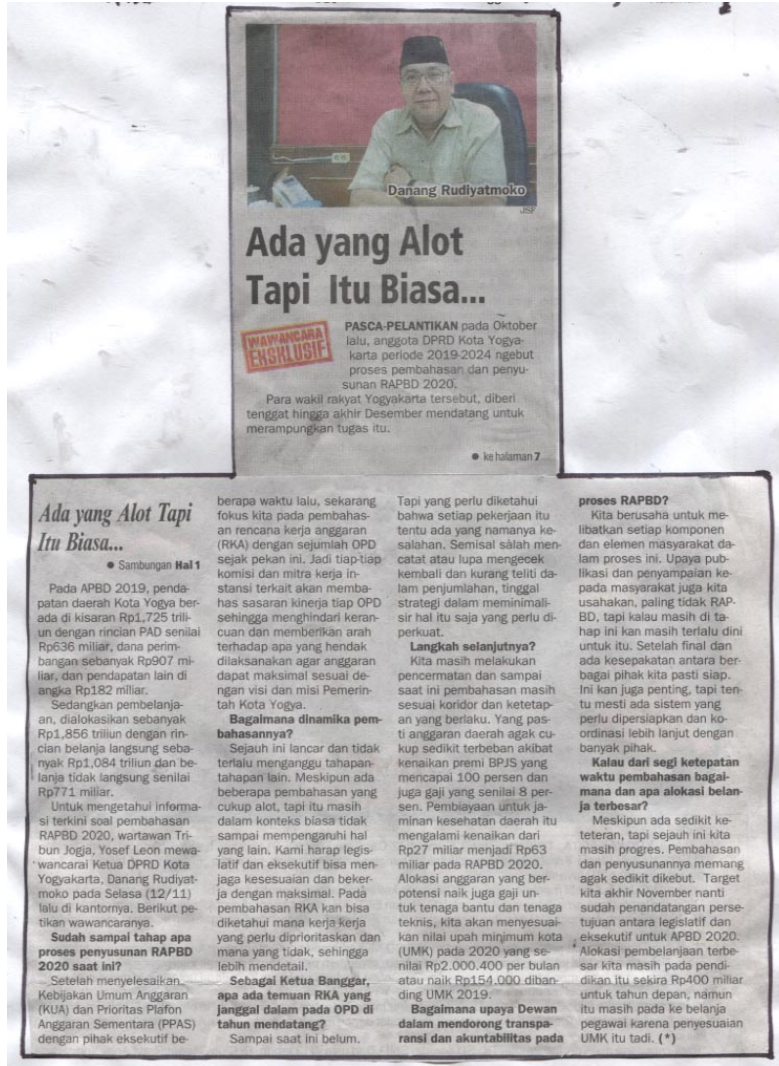 Danang Rudiyatmoko
JSF
Ada yang Alot
Tapi Itu Biasa...
WAWANCARA
EKSKLUSIF
PASCA-PELANTIKAN pada Oktober
lalu, anggota DPRD Kota Yogya-
karta periode 2019-2024 ngebut
proses pembahasan dan penyu-
sunan RAPBD 2020.
Para wakil rakyat Yogyakarta tersebut, diberi
tenggat hingga akhir Desember mendatang untuk
merampungkan tugas itu.
● ke halaman 7
Ada yang Alot Tapi
Itu Biasa...
● Sambungan Hal 1
Pada APBD 2019, penda-
patan daerah Kota Yogya ber-
ada di kisaran Rp1,725 trili-
un dengan rincian PAD senilai
Rp636 miliar, dana perim-
bangan sebanyak Rp907 mi-
liar, dan pendapatan lain di
angka Rp182 miliar.
Sedangkan pembelanja-
an, dialokasikan sebanyak
Rp1,856 triliun dengan rin-
cian belanja langsung seba-
nyak Rp1,084 triliun dan be-
lanja tidak langsung senilai
Rp771 miliar.
Untuk mengetahui informa-
si terkini soal pembahasan
RAPBD 2020, wartawan Tri-
bun Jogja, Yosef Leon mewa-
wancarai Ketua DPRD Kota
Yogyakarta, Danang Rudiyat-
moko pada Selasa (12/11)
lalu di kantornya. Berikut pe-
tikan wawancaranya.
Sudah sampai tahap apa
proses penyusunan RAPBD
2020 saat ini?
Setelah menyelesaikan
Kebijakan Umum Anggaran
(KUA) dan Prioritas Plafon
Anggaran Sementara (PPAS)
dengan pihak eksekutif be-
berapa waktu lalu, sekarang
fokus kita pada pembahas-
an rencana kerja anggaran
(RKA) dengan sejumlah OPD
sejak pekan ini. Jadi tiap-tiap
komisi dan mitra kerja in-
stansi terkait akan memba-
has sasaran kinerja tiap OPD
sehingga menghindari keran-
cuan dan memberikan arah
terhadap apa yang hendak
dilaksanakan agar anggaran
dapat maksimal sesuai de-
ngan visi dan misi Pemerin-
tah Kota Yogya.
Bagaimana dinamika pem-
bahasannya?
Sejauh ini lancar dan tidak
terlalu menganggu tahapan-
tahapan lain. Meskipun ada
beberapa pembahasan yang
cukup alot, tapi itu masih
dalam konteks biasa tidak
sampai mempengaruhi hal
yang lain. Kami harap legis-
latif dan eksekutif bisa men-
jaga kesesuaian dan beker-
ja dengan maksimal. Pada
pembahasan RKA kan bisa
diketahui mana kerja kerja
yang perlu diprioritaskan dan
mana yang tidak, sehingga
lebih mendetail.
Sebagai Ketua Banggar,
apa ada temuan RKA yang
janggal dalam pada OPD di
tahun mendatang?
Sampai saat ini belum.
Tapi yang perlu diketahui
bahwa setiap pekerjaan itu
tentu ada yang namanya ke-
salahan. Semisal salah men-
catat atau lupa mengecek
kembali dan kurang teliti da-
lam penjumlahan, tinggal
strategi dalam meminimali-
sir hal itu saja yang perlu di-
perkuat.
Langkah selanjutnya?
Kita masih melakukan
pencermatan dan sampai
saat ini pembahasan masih
sesuai koridor dan ketetap-
an yang berlaku. Yang pas-
ti anggaran daerah agak cu-
kup sedikit terbeban akibat
kenaikan premi BPJS yang
mencapai 100 persen dan
juga gaji yang senilai 8 per-
sen. Pembiayaan untuk ja-
minan kesehatan daerah itu
mengalami kenaikan dari
Rp27 miliar menjadi Rp63
miliar pada RAPBD 2020.
Alokasi anggaran yang ber-
potensi naik juga gaji un-
tuk tenaga bantu dan tenaga
teknis, kita akan menyesuai-
kan nilai upah minimum kota
(UMK) pada 2020 yang se-
nilai Rp2.000.400 per bulan
atau naik Rp154.000 diban-
ding UMK 2019.
Bagaimana upaya Dewan
dalam mendorong transpa-
ransi dan akuntabilitas pada
proses RAPBD?
Kita berusaha untuk me-
libatkan setiap komponen
dan elemen masyarakat da-
lam proses ini. Upaya pub-
likasi dan penyampaian ke-
pada masyarakat juga kita
usahakan, paling tidak RAP-
BD, tapi kalau masih di ta-
hap ini kan masih terlalu dini
untuk itu. Setelah final dan
ada kesepakatan antara ber-
bagai pihak kita pasti siap.
Ini kan juga penting, tapi ten-
tu mesti ada sistem yang
perlu dipersiapkan dan ko-
ordinasi lebih lanjut dengan
banyak pihak.
Kalau dari segi ketepatan
waktu pembahasan bagai-
mana dan apa alokasi belan-
ja terbesar?
Meskipun ada sedikit ke-
teteran, tapi sejauh ini kita
masih progres. Pembahasan
dan penyusunannya memang
agak sedikit dikebut. Target
kita akhir November nanti
sudah penandatangan perse-
tujuan antara legislatif dan
eksekutif untuk APBD 2020.
Alokasi pembelanjaan terbe-
sar kita masih pada pendi-
dikan itu sekira Rp400 miliar
untuk tahun depan, namun
itu masih pada ke belanja
pegawai karena penyesuaian
UMK itu tadi. (*)